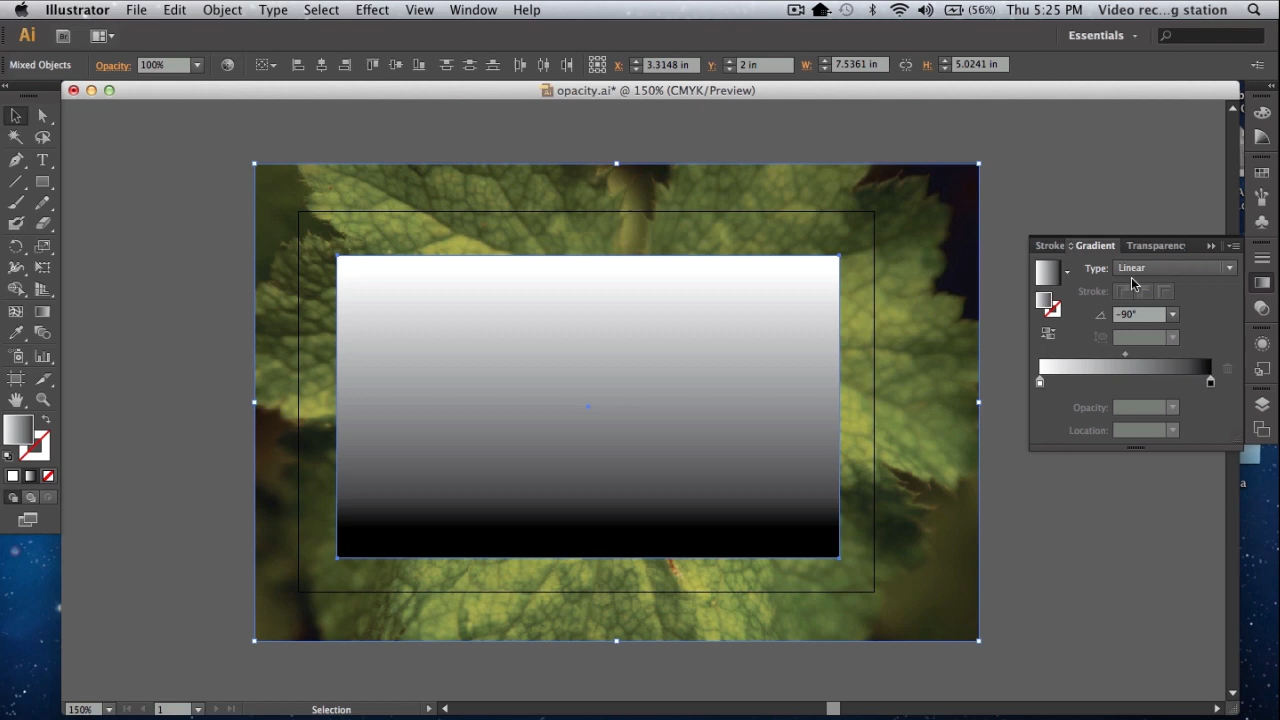 Illustrator File Edit Object Type Select Effect View Window Help (56%) Thu 5:25 PM Video rec...g station
Ai Br Essentials
Mixed Objects Opacity: 100% X: 3.3148 in Y: 2 in W: 7.5361 in H: 5.0241 in
opacity.ai* @ 150% (CMYK/Preview)
Stroke Gradient Transparenc
Type: Linear
Stroke:
-90°
Opacity:
Location:
150% 1 Selection